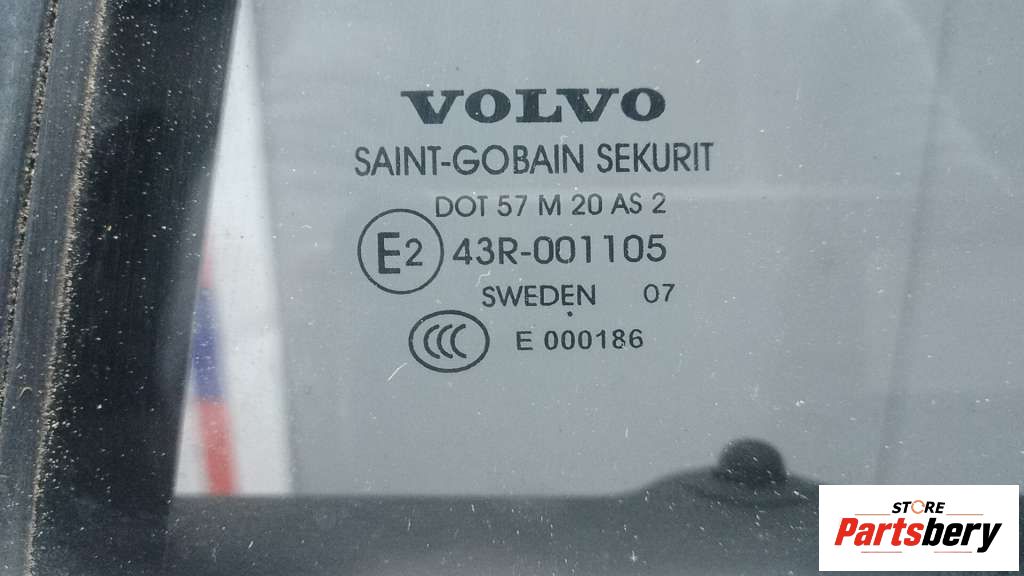 VOLVO
SAINT-GOBAIN SEKURIT
DOT 57 M 20 AS 2
E2 43R-001105
SWEDEN 07
CCC E 000186
STORE
Partsbery